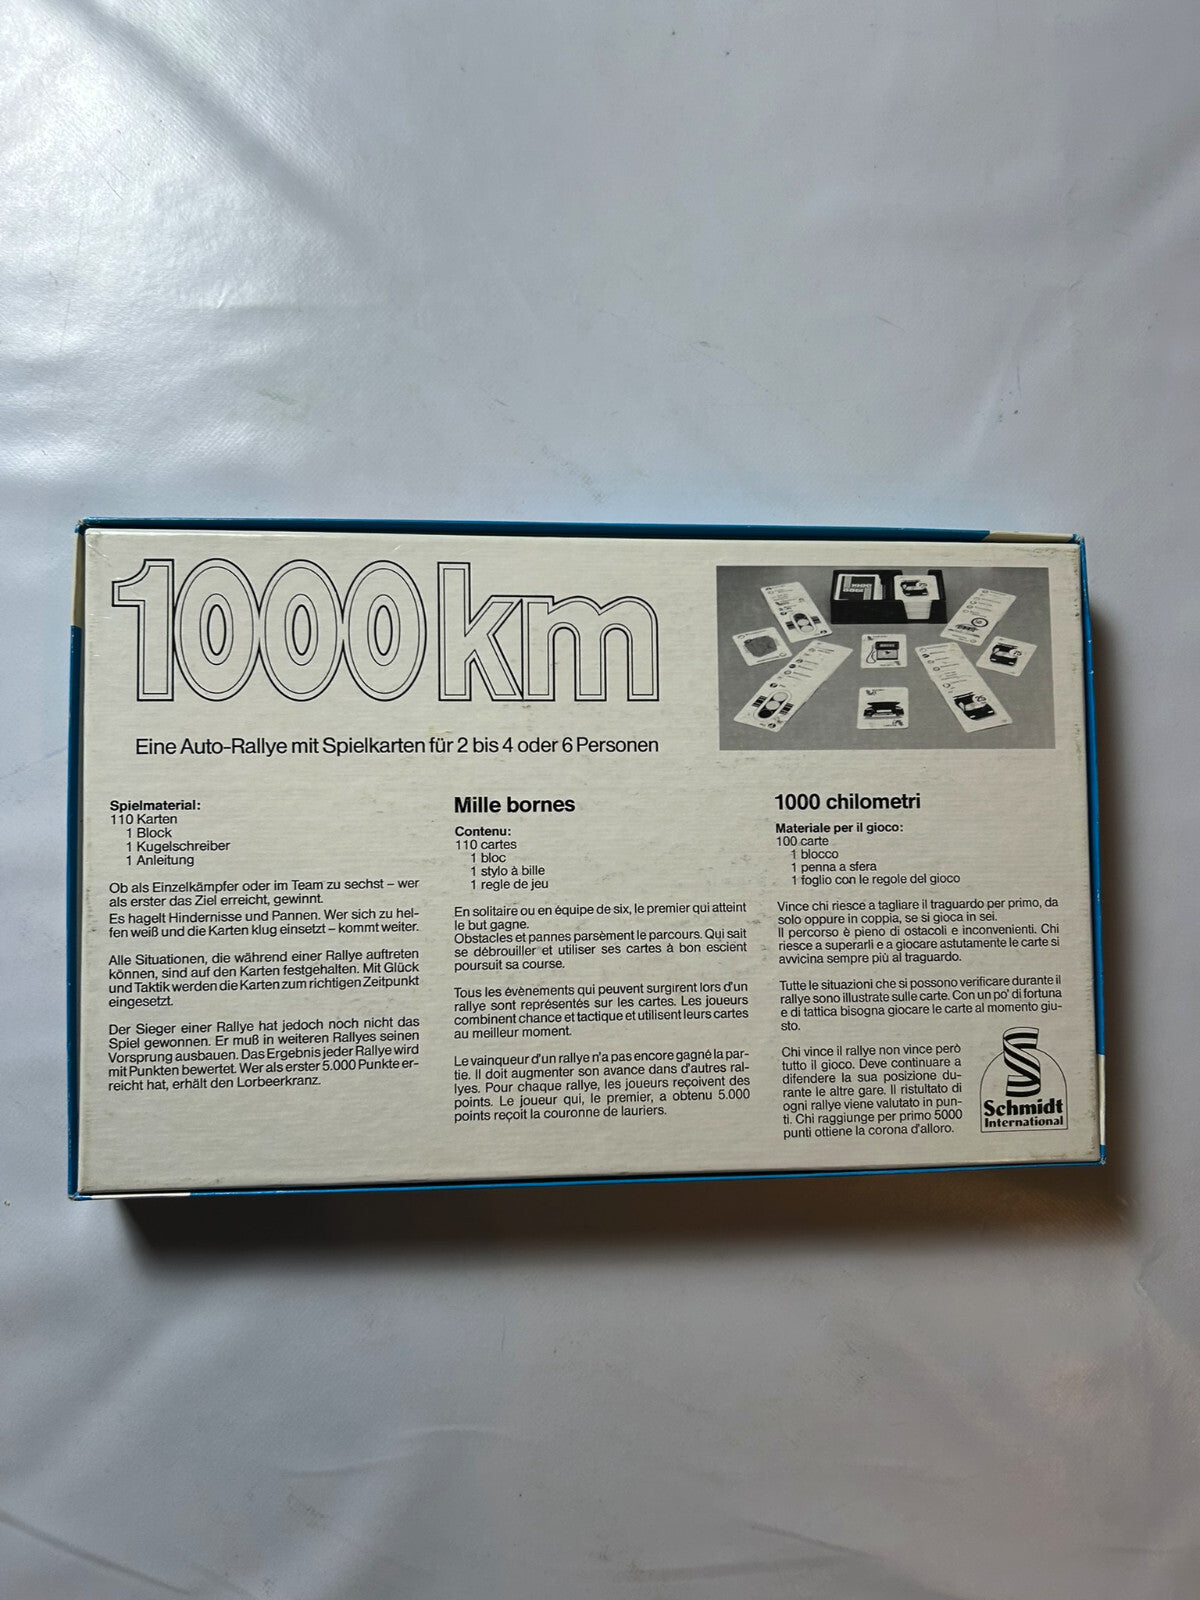 1000 km
Eine Auto-Rallye mit Spielkarten für 2 bis 4 oder 6 Personen
Spielmaterial:
110 Karten
1 Block
1 Kugelschreiber
1 Anleitung
Ob als Einzelkämpfer oder im Team zu sechst – wer
als erster das Ziel erreicht, gewinnt.
Es hagelt Hindernisse und Pannen. Wer sich zu hel-
fen weiß und die Karten klug einsetzt – kommt weiter.
Alle Situationen, die während einer Rallye auftreten
können, sind auf den Karten festgehalten. Mit Glück
und Taktik werden die Karten zum richtigen Zeitpunkt
eingesetzt.
Der Sieger einer Rallye hat jedoch noch nicht das
Spiel gewonnen. Er muß in weiteren Rallyes seinen
Vorsprung ausbauen. Das Ergebnis jeder Rallye wird
mit Punkten bewertet. Wer als erster 5.000 Punkte er-
reicht hat, erhält den Lorbeerkranz.
Mille bornes
Contenu:
110 cartes
1 bloc
1 stylo à bille
1 regle de jeu
En solitaire ou en équipe de six, le premier qui atteint
le but gagne.
Obstacles et pannes parsèment le parcours. Qui sait
se débrouiller et utiliser ses cartes à bon escient
poursuit sa course.
Tous les évènements qui peuvent surgirent lors d'un
rallye sont représentés sur les cartes. Les joueurs
combinent chance et tactique et utilisent leurs cartes
au meilleur moment.
Le vainqueur d'un rallye n'a pas encore gagné la par-
tie. Il doit augmenter son avance dans d'autres ral-
lyes. Pour chaque rallye, les joueurs reçoivent des
points. Le joueur qui, le premier, a obtenu 5.000
points reçoit la couronne de lauriers.
1000 chilometri
Materiale per il gioco:
100 carte
1 blocco
1 penna a sfera
1 foglio con le regole del gioco
Vince chi riesce a tagliare il traguardo per primo, da
solo oppure in coppia, se si gioca in sei.
Il percorso è pieno di ostacoli e inconvenienti. Chi
riesce a superarli e a giocare astutamente le carte si
avvicina sempre più al traguardo.
Tutte le situazioni che si possono verificare durante il
rallye sono illustrate sulle carte. Con un po' di fortuna
e di tattica bisogna giocare le carte al momento giu-
sto.
Chi vince il rallye non vince però
tutto il gioco. Deve continuare a
difendere la sua posizione du-
rante le altre gare. Il ristultato di
ogni rallye viene valutato in pun-
ti. Chi raggiunge per primo 5000
punti ottiene la corona d'alloro.
Schmidt
International